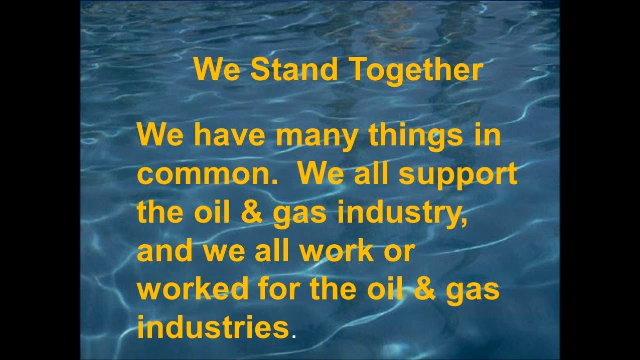 We Stand Together
We have many things in
common.  We all support
the oil & gas industry,
and we all work or
worked for the oil & gas
industries.